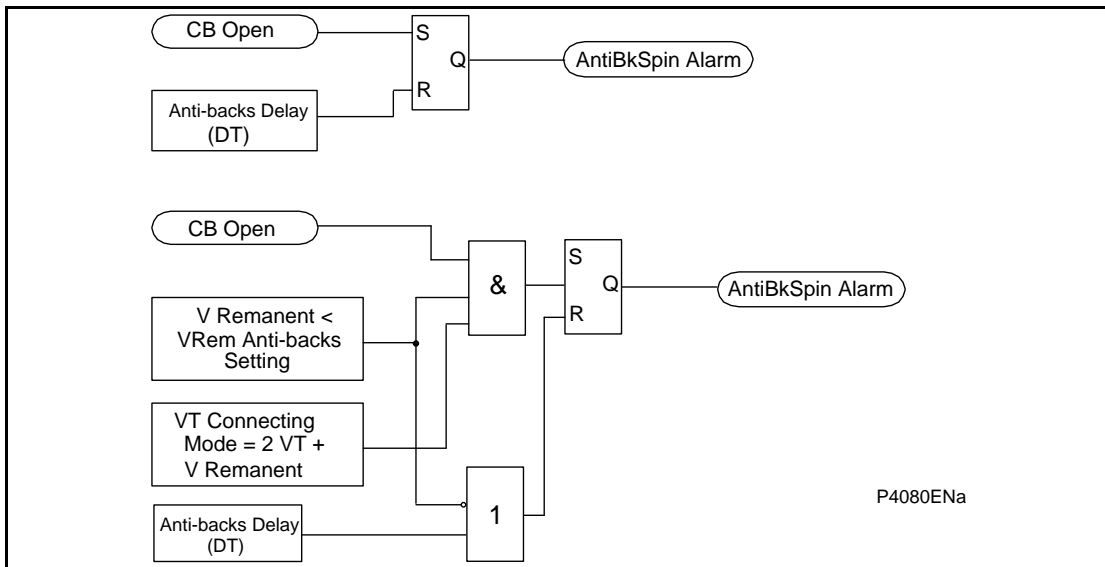 CB Open
S
Q
R
AntiBkSpin Alarm
Anti-backs Delay
(DT)
CB Open
&
S
Q
R
AntiBkSpin Alarm
V Remanent <
VRem Anti-backs
Setting
VT Connecting
Mode = 2 VT +
V Remanent
Anti-backs Delay
(DT)
1
P4080ENa